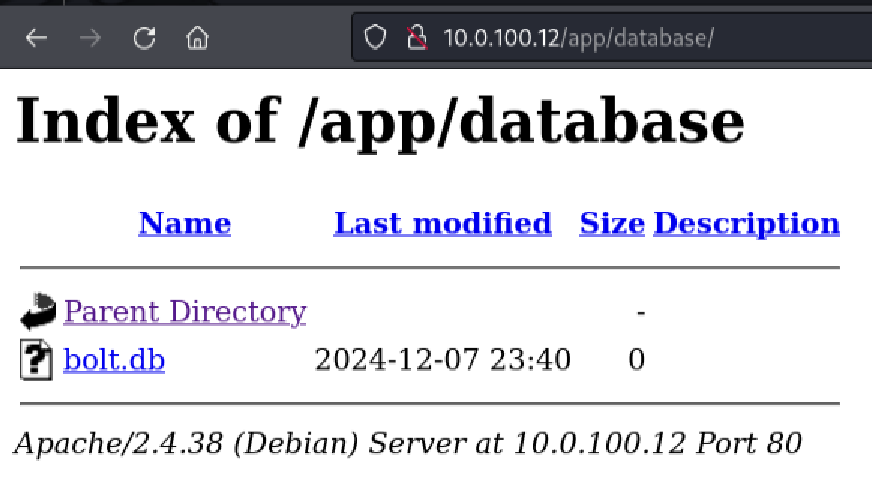 10.0.100.12/app/database/
Index of /app/database
Name Last modified Size Description
Parent Directory -
bolt.db 2024-12-07 23:40 0
Apache/2.4.38 (Debian) Server at 10.0.100.12 Port 80